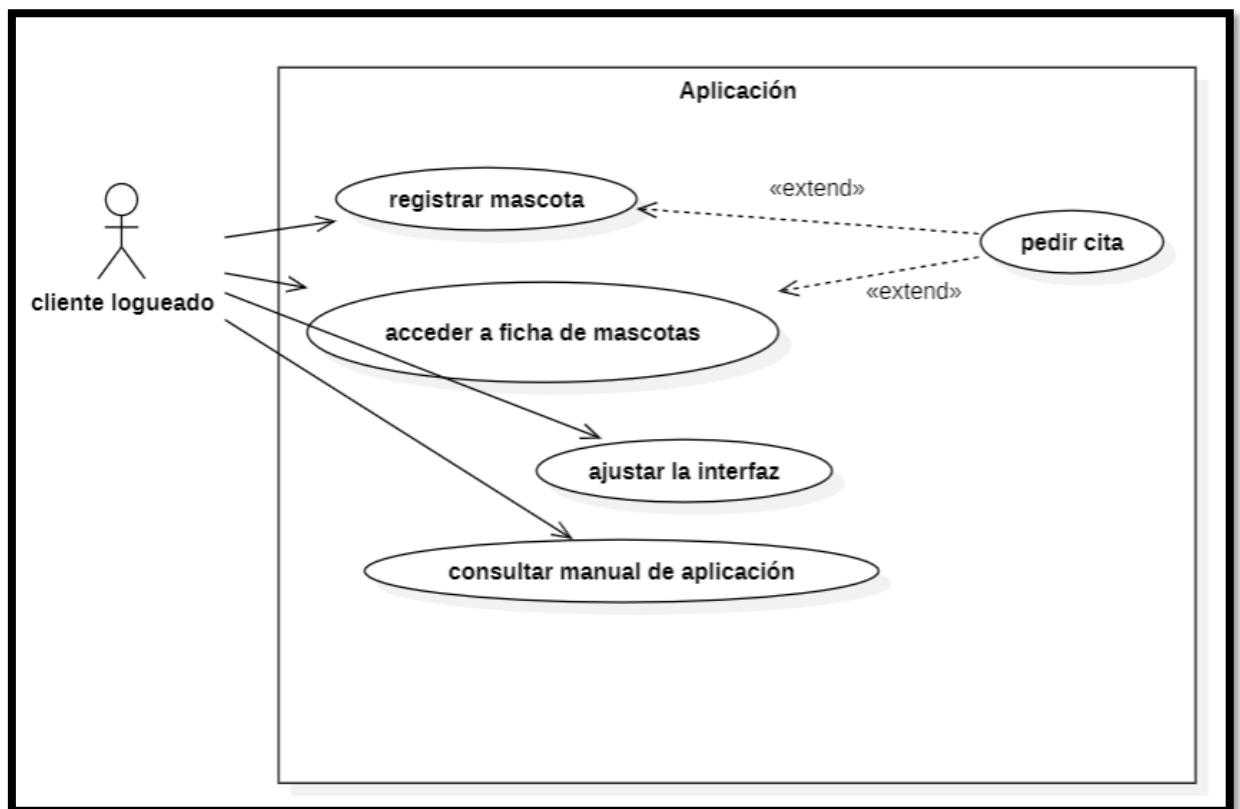 Aplicación
registrar mascota
«extend»
pedir cita
cliente logueado
«extend»
acceder a ficha de mascotas
ajustar la interfaz
consultar manual de aplicación